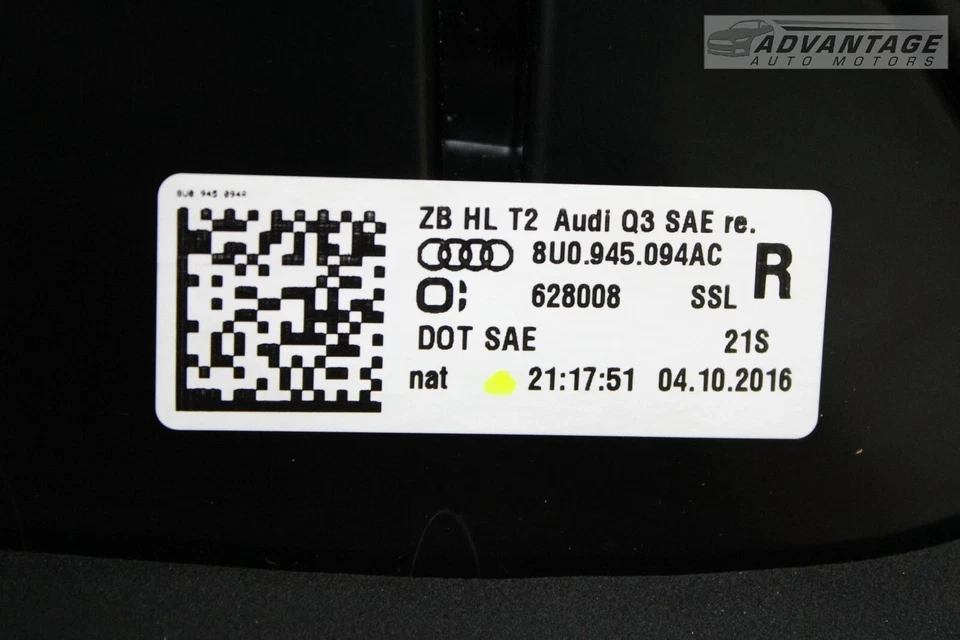 ADVANTAGE
AUTO MOTORS
8U0 945 094A
ZB HL T2 Audi Q3 SAE re.
8U0.945.094AC R
628008 SSL
DOT SAE 21S
nat 21:17:51 04.10.2016